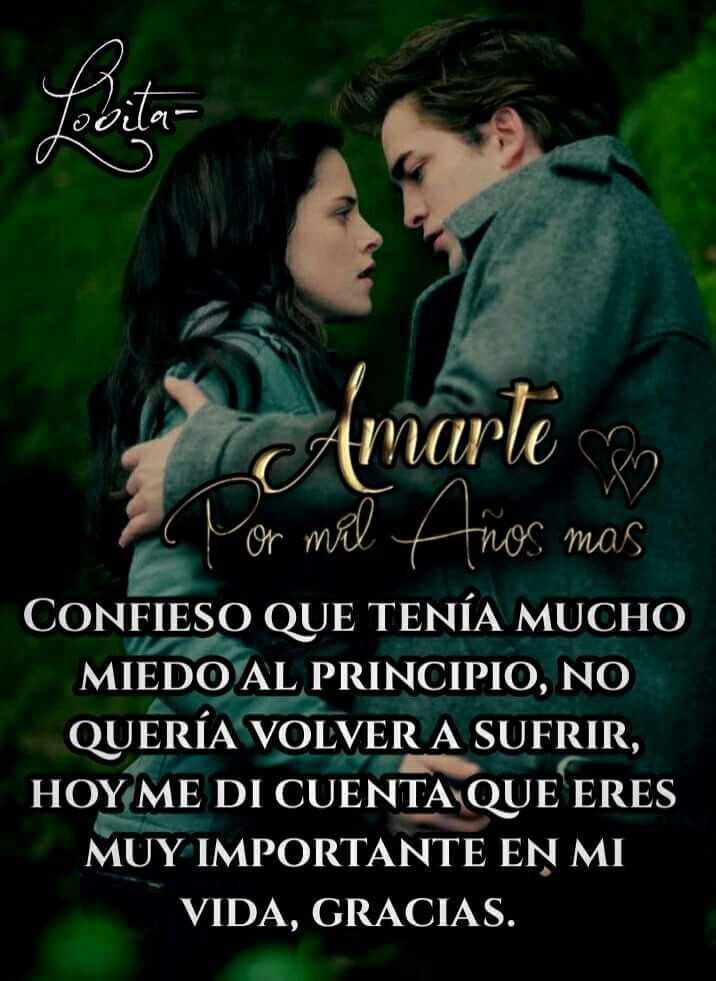 Lobita-
Amarte
Por mil Años mas
CONFIESO QUE TENÍA MUCHO
MIEDO AL PRINCIPIO, NO
QUERÍA VOLVER A SUFRIR,
HOY ME DI CUENTA QUE ERES
MUY IMPORTANTE EN MI
VIDA, GRACIAS.